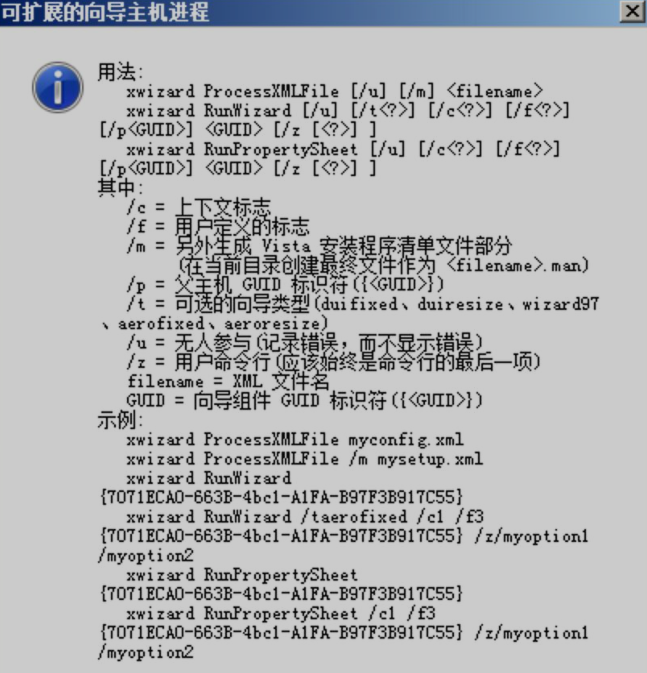 可扩展的向导主机进程
用法:
xwizard ProcessXMLFile [/u] [/m] <filename>
xwizard RunWizard [/u] [/t<?>] [/c<?>] [/f<?>]
[/p<GUID>] <GUID> [/z [<?>] ]
xwizard RunPropertySheet [/u] [/c<?>] [/f<?>]
[/p<GUID>] <GUID> [/z [<?>] ]
其中:
/c = 上下文标志
/f = 用户定义的标志
/m = 另外生成 Vista 安装程序清单文件部分
(在当前目录创建最终文件作为 <filename>.man)
/p = 父主机 GUID 标识符({<GUID>})
/t = 可选的向导类型(duifixed、duiresize、wizard97
、aerofixed、aeroresize)
/u = 无人参与(记录错误，而不显示错误)
/z = 用户命令行(应该始终是命令行的最后一项)
filename = XML 文件名
GUID = 向导组件 GUID 标识符({<GUID>})
示例:
xwizard ProcessXMLFile myconfig.xml
xwizard ProcessXMLFile /m mysetup.xml
xwizard RunWizard
{7071ECA0-663B-4bc1-A1FA-B97F3B917C55}
xwizard RunWizard /taerofixed /c1 /f3
{7071ECA0-663B-4bc1-A1FA-B97F3B917C55} /z/myoption1
/myoption2
xwizard RunPropertySheet
{7071ECA0-663B-4bc1-A1FA-B97F3B917C55}
xwizard RunPropertySheet /c1 /f3
{7071ECA0-663B-4bc1-A1FA-B97F3B917C55} /z/myoption1
/myoption2